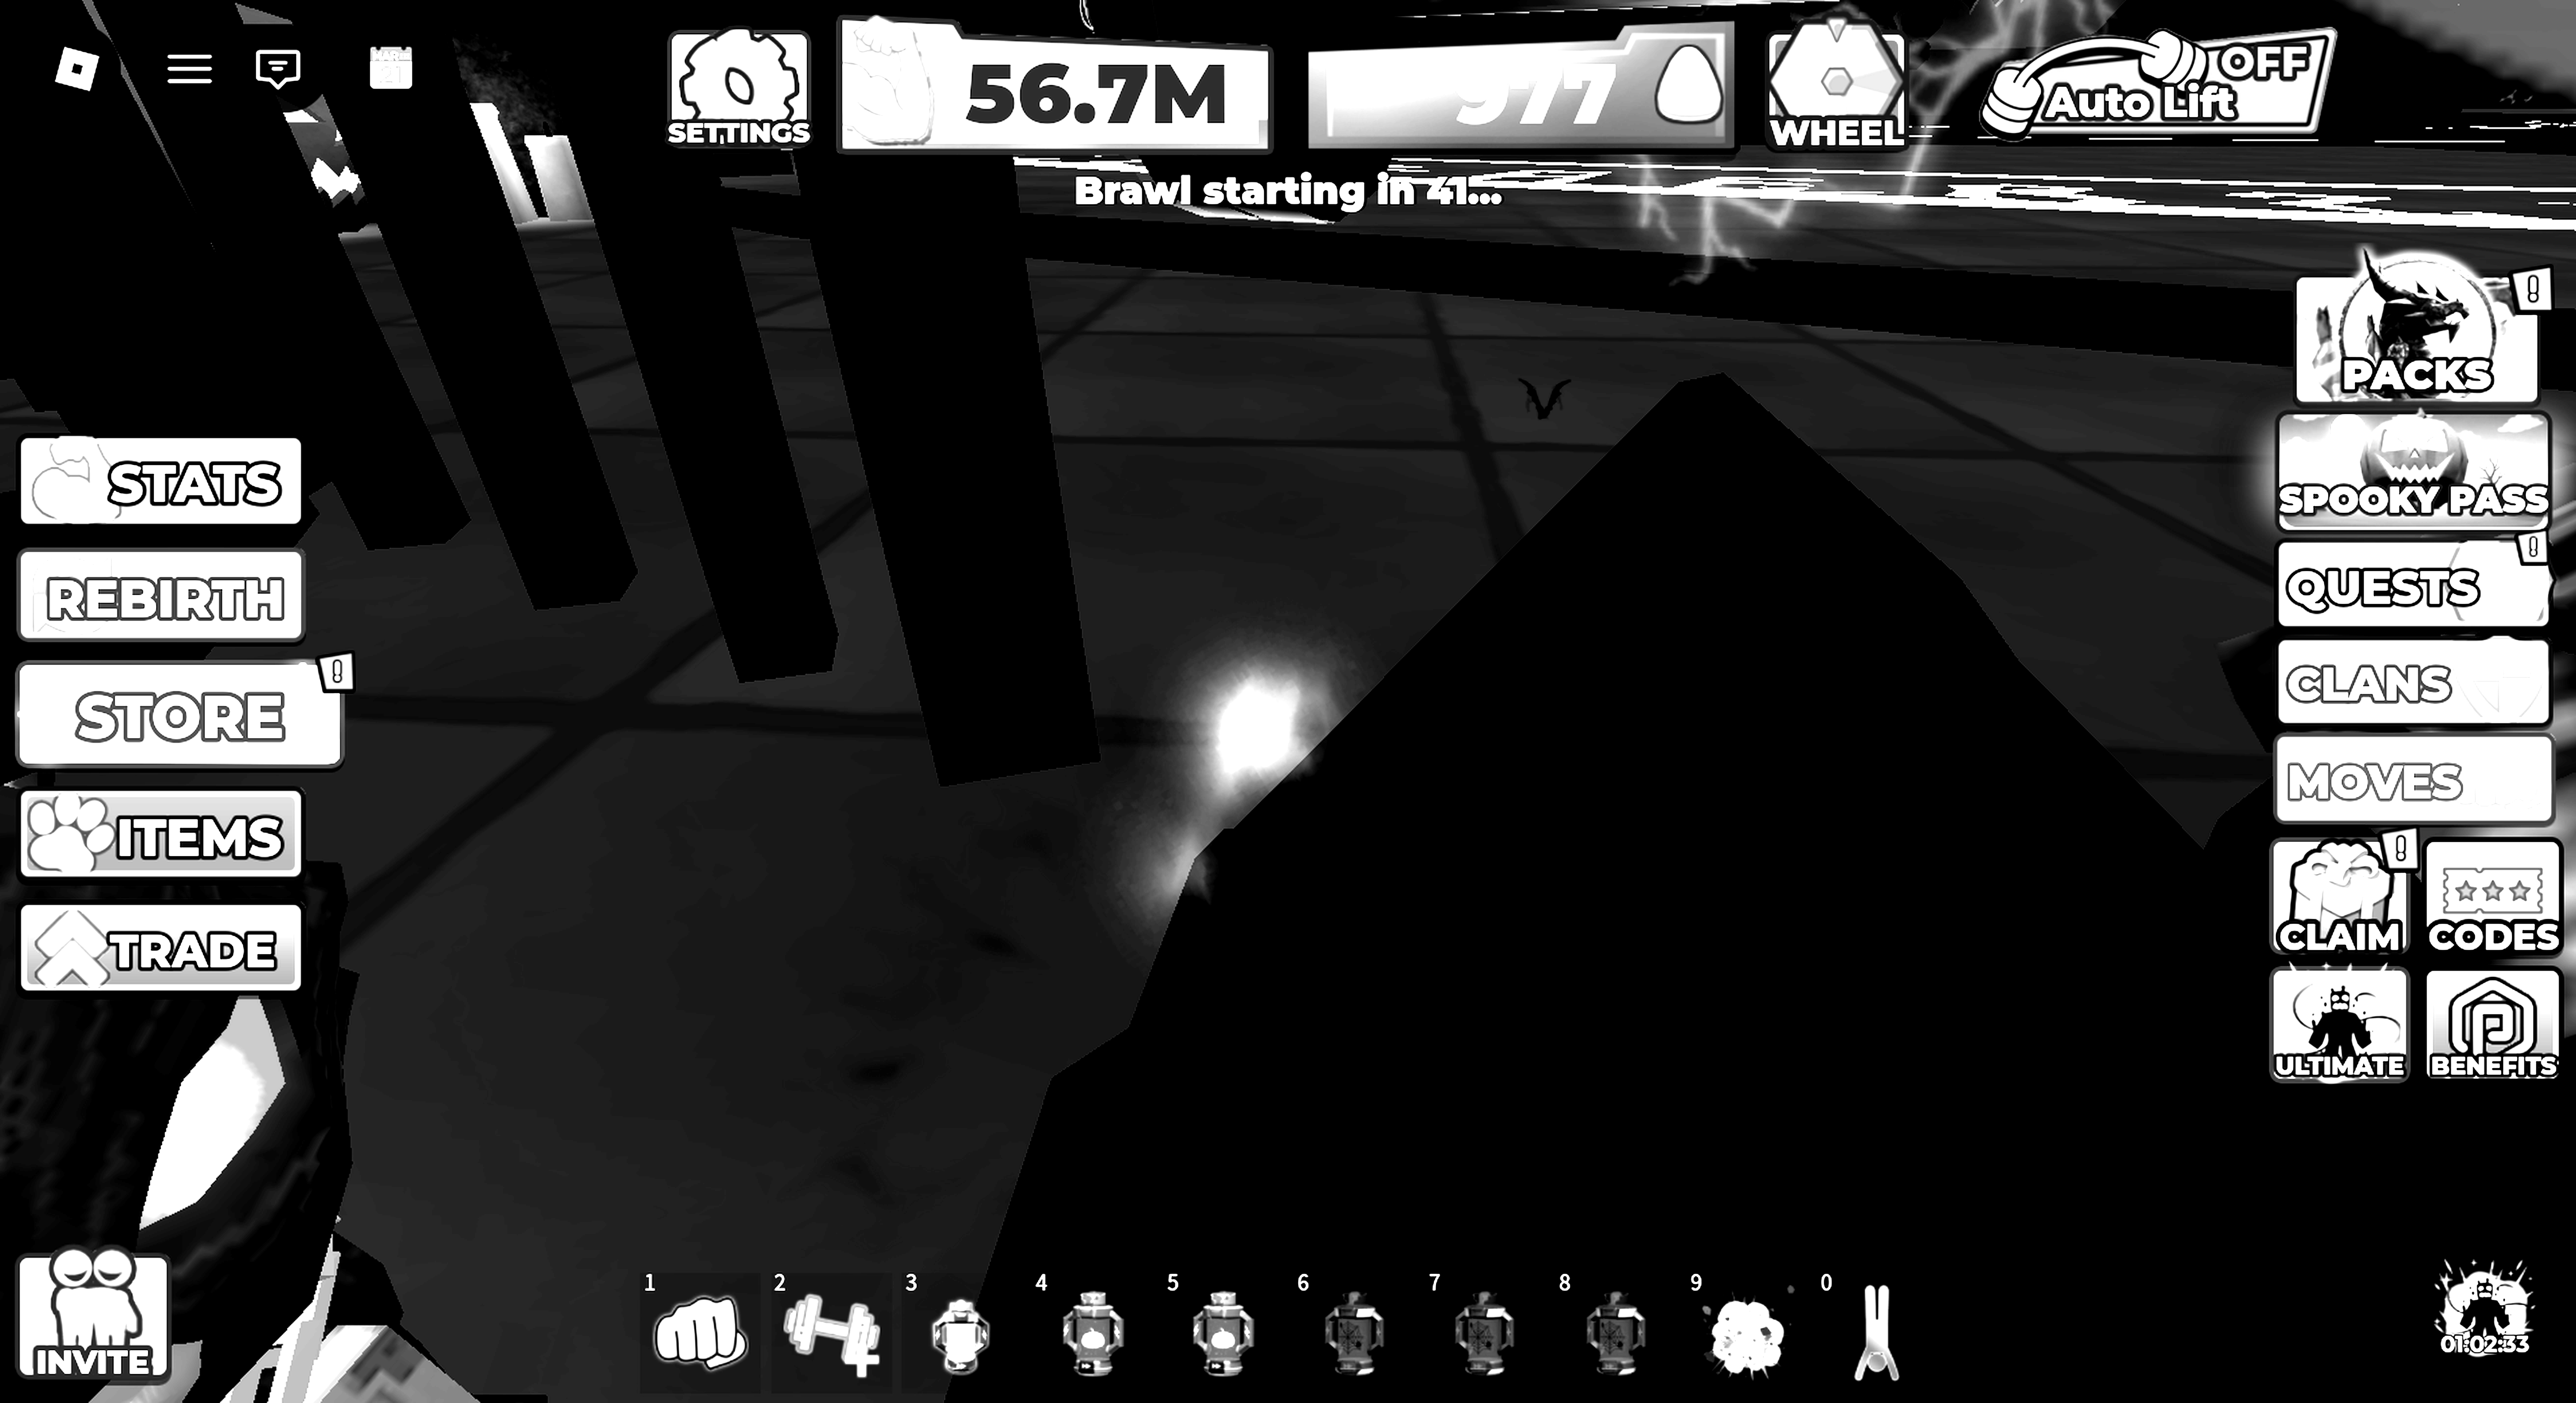 SETTINGS
56.7M
977
WHEEL
OFF
Auto Lift
Brawl starting in 41...
PACKS
SPOOKY PASS
QUESTS
CLANS
MOVES
CLAIM
CODES
ULTIMATE
BENEFITS
STATS
REBIRTH
STORE
ITEMS
TRADE
INVITE
1 2 3 4 5 6 7 8 9 0
01:02:33